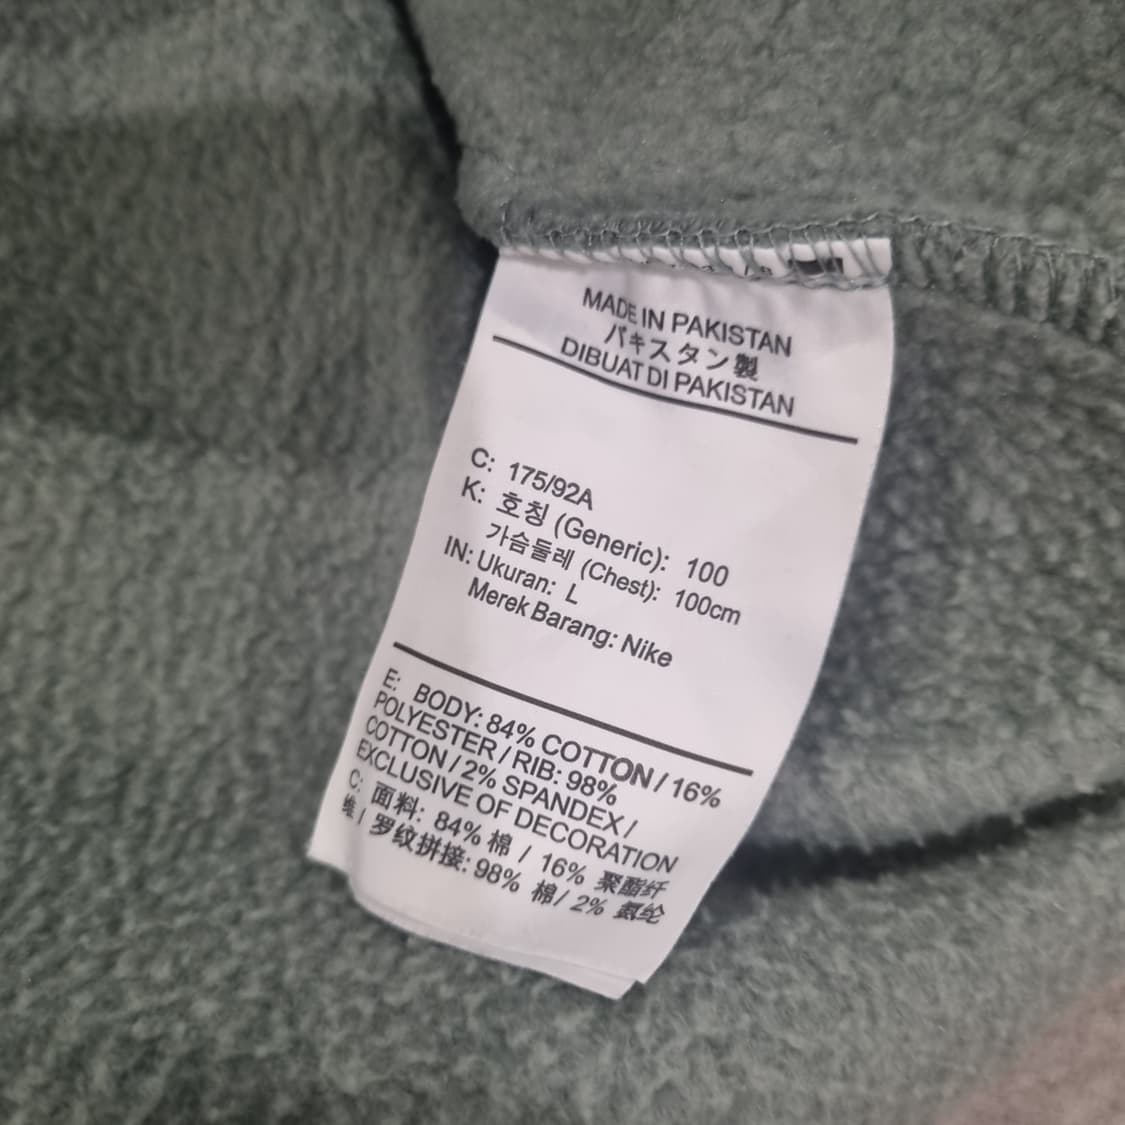 MADE IN PAKISTAN
パキスタン製
DIBUAT DI PAKISTAN
C: 175/92A
K: 호칭 (Generic): 100
가슴둘레 (Chest): 100cm
IN: Ukuran: L
Merek Barang: Nike
E: BODY: 84% COTTON / 16%
POLYESTER / RIB: 98%
COTTON / 2% SPANDEX /
EXCLUSIVE OF DECORATION
C: 面料: 84% 棉 / 16% 聚酯纤
维 / 罗纹拼接: 98% 棉/ 2% 氨纶